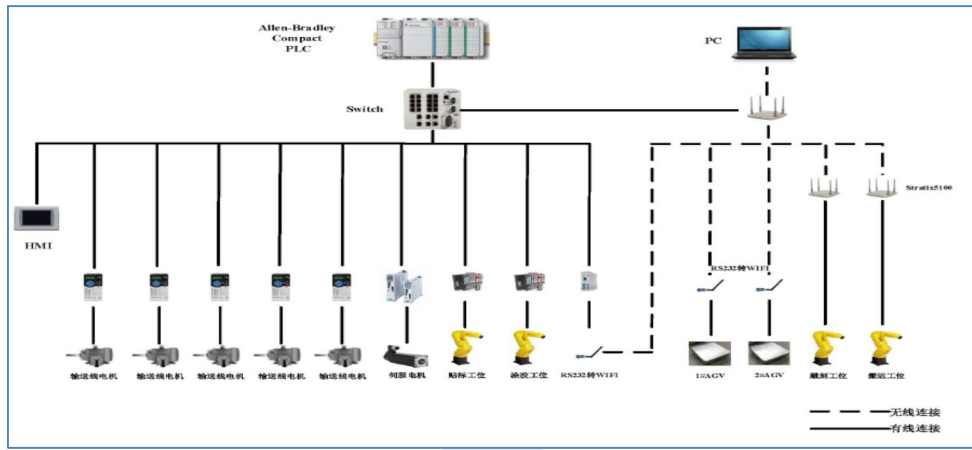 Allen-Bradley
Compact
PLC
PC
Switch
Stratix5100
HMI
RS232转WIFI
输送线电机
输送线电机
输送线电机
输送线电机
输送线电机
伺服电机
贴标工位
涂胶工位
RS232转WIFI
1#AGV
2#AGV
雕刻工位
搬运工位
无线连接
有线连接